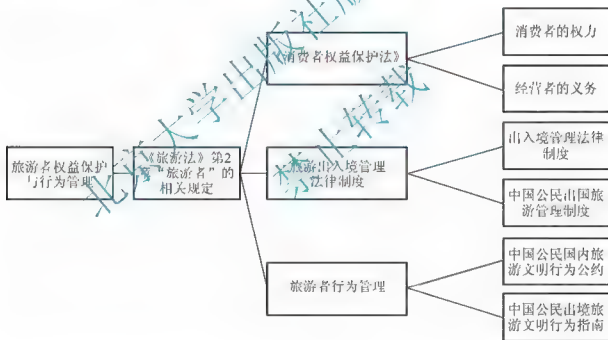 旅游者权益保护
与行为管理
《旅游法》第2
“旅游者”的
相关规定
消费者权益保护法》
旅游出入境管理
法律制度
旅游者行为管理
消费者的权力
经营者的义务
出入境管理法律
制度
中国公民出国旅
游管理制度
中国公民国内旅
游文明行为公约
中国公民出境旅
游文明行为指南
北京大学出版社版
禁止转载